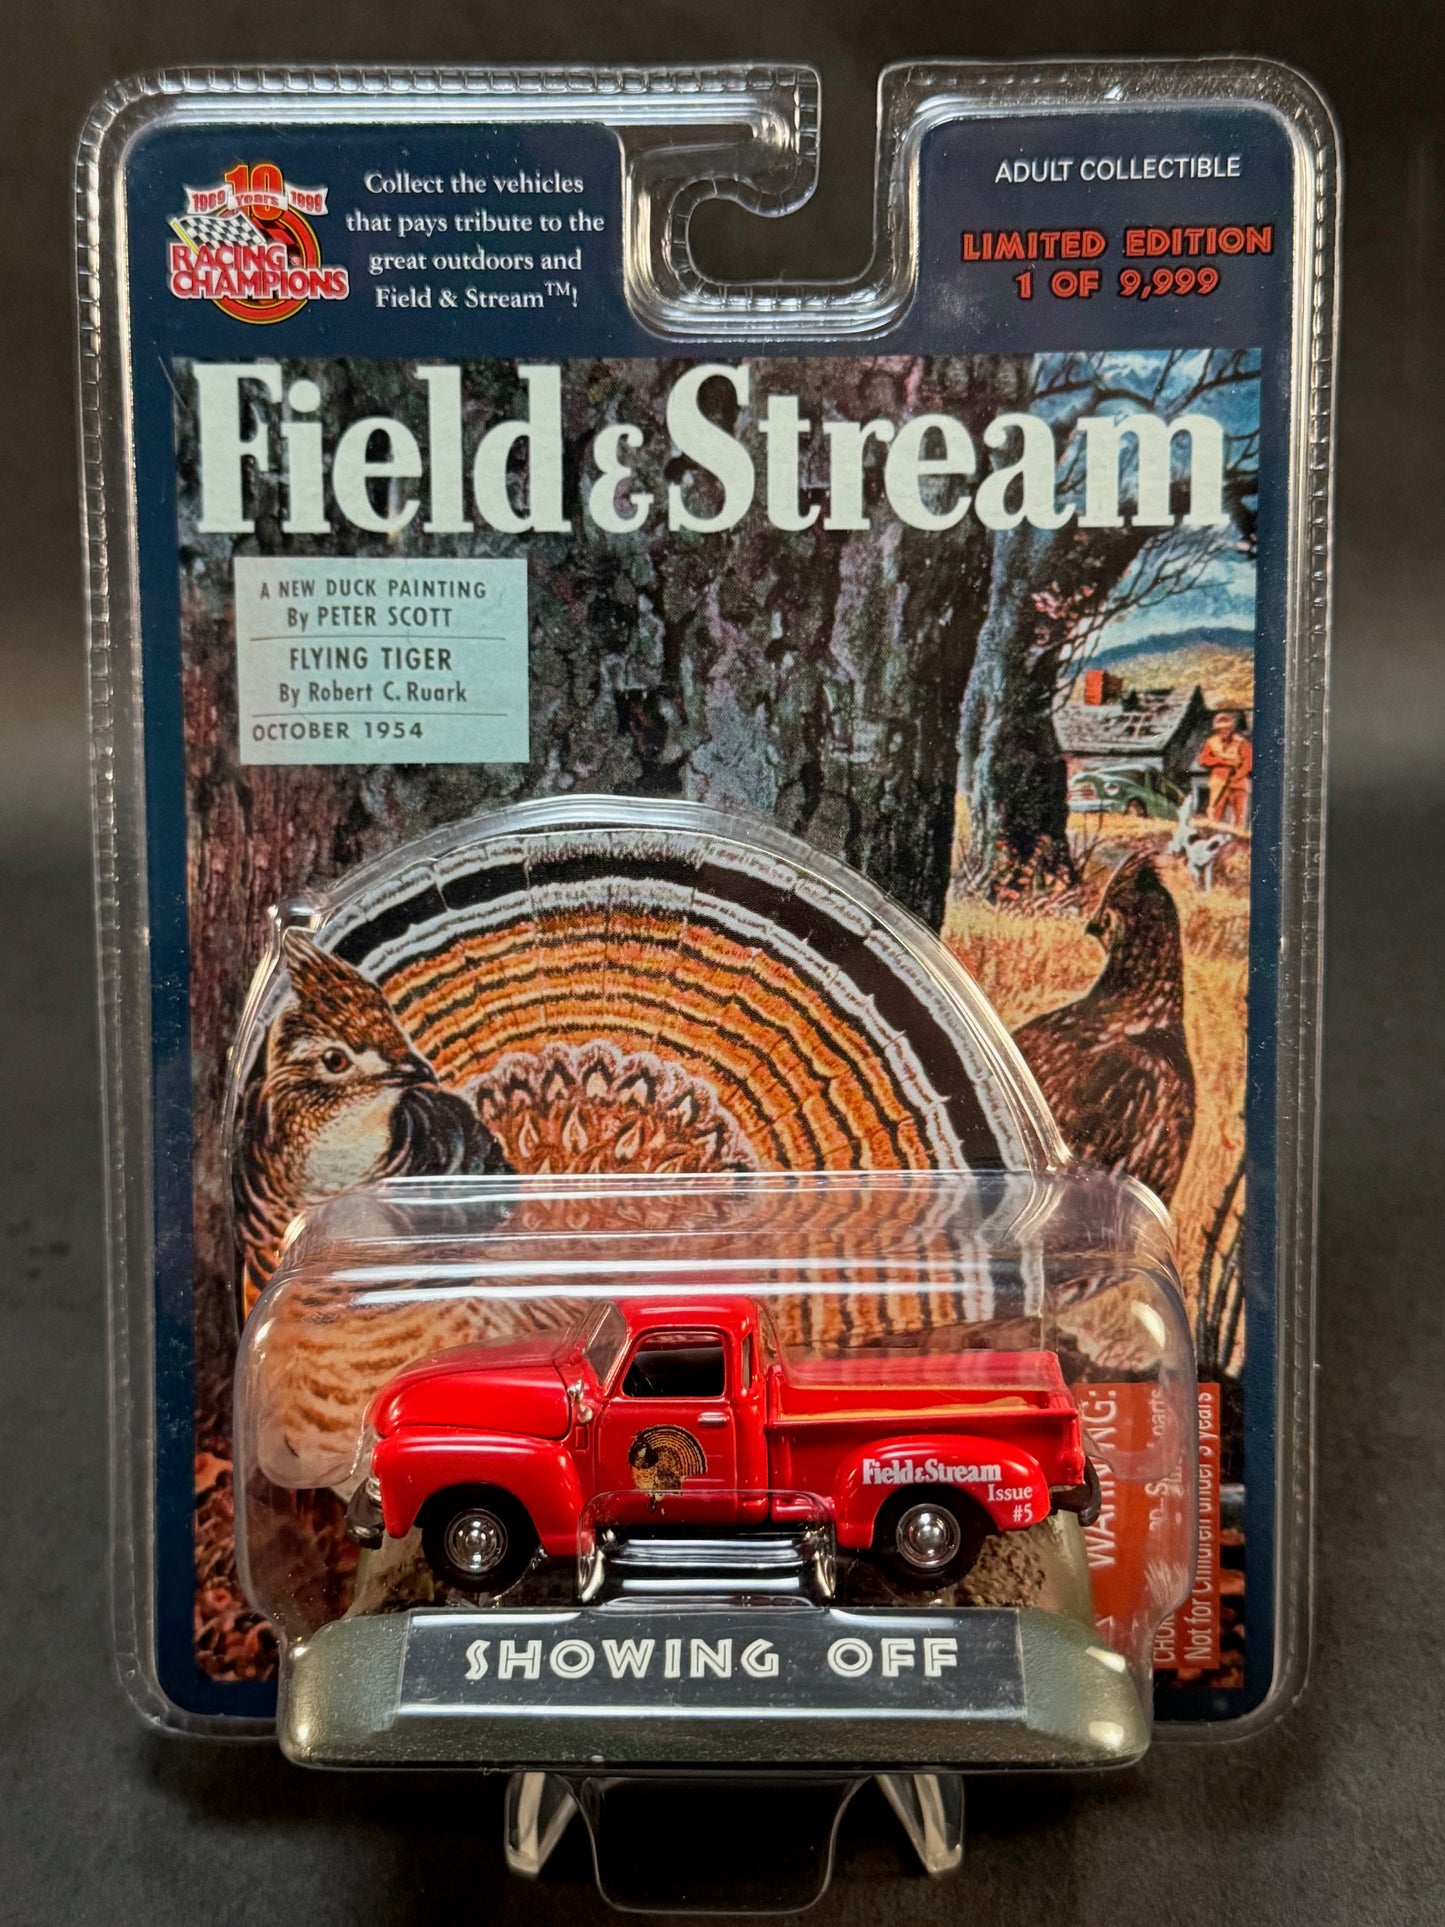 1989 10 Years 1999
RACING
CHAMPIONS
Collect the vehicles
that pays tribute to the
great outdoors and
Field & Stream™!
ADULT COLLECTIBLE
LIMITED EDITION
1 OF 9,999
Field & Stream
A NEW DUCK PAINTING
By PETER SCOTT
FLYING TIGER
By Robert C. Ruark
OCTOBER 1954
Field & Stream
Issue
#5
WARNING:
parts
Not for Children under 3 years
SHOWING OFF